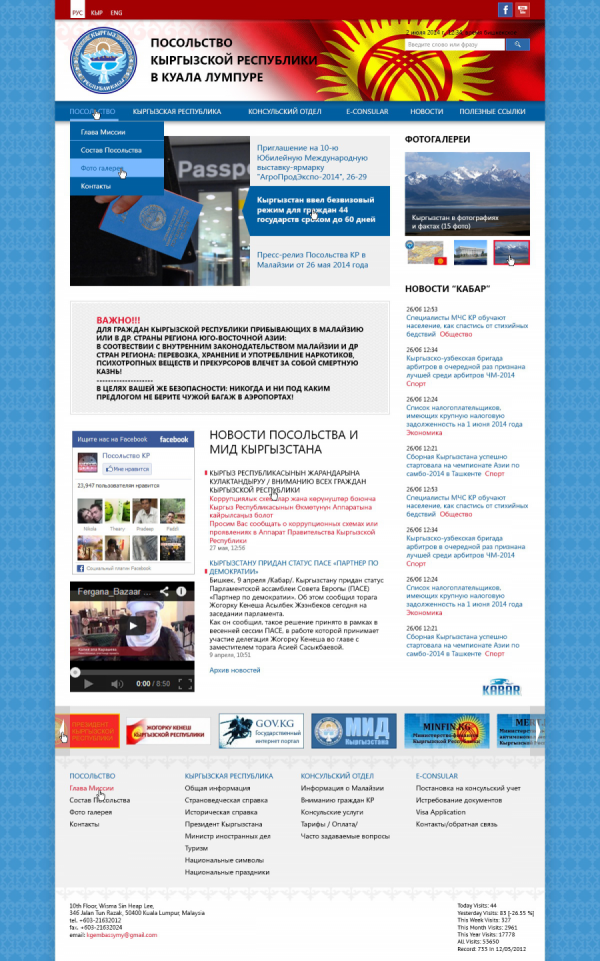 РУС КЫР ENG
ПОСОЛЬСТВО
КЫРГЫЗСКОЙ РЕСПУБЛИКИ
В КУАЛА ЛУМПУРЕ
Введите слово или фразу
ПОСОЛЬСТВО КЫРГЫЗСКАЯ РЕСПУБЛИКА КОНСУЛЬСКИЙ ОТДЕЛ E-CONSULAR НОВОСТИ ПОЛЕЗНЫЕ ССЫЛКИ
Глава Миссии
Состав Посольства
Фото галерея
Контакты
Passpo
Приглашение на 10-ю
Юбилейную Международную
выставку-ярмарку
"АгроПродЭкспо-2014", 26-29
Кыргызстан ввел безвизовый
режим для граждан 44
государств сроком до 60 дней
Пресс-релиз Посольства КР в
Малайзии от 26 мая 2014 года
ФОТОГАЛЕРЕИ
Кыргызстан в фотографиях
и фактах (15 фото)
НОВОСТИ "КАБАР"
26/06 12:53
Специалисты МЧС КР обучают
население, как спастись от стихийных
бедствий Общество
26/06 12:34
Кыргызско-узбекская бригада
арбитров в очередной раз признана
лучшей среди арбитров ЧМ-2014
Спорт
26/06 12:24
Список налогоплательщиков,
имеющих крупную налоговую
задолженность на 1 июня 2014 года
Экономика
26/06 12:21
Сборная Кыргызстана успешно
стартовала на чемпионате Азии по
самбо-2014 в Ташкенте Спорт
26/06 12:53
Специалисты МЧС КР обучают
население, как спастись от стихийных
бедствий Общество
26/06 12:34
Кыргызско-узбекская бригада
арбитров в очередной раз признана
лучшей среди арбитров ЧМ-2014
Спорт
26/06 12:24
Список налогоплательщиков,
имеющих крупную налоговую
задолженность на 1 июня 2014 года
Экономика
26/06 12:21
Сборная Кыргызстана успешно
стартовала на чемпионате Азии по
самбо-2014 в Ташкенте Спорт
KABAR
ВАЖНО!!!
ДЛЯ ГРАЖДАН КЫРГЫЗСКОЙ РЕСПУБЛИКИ ПРИБЫВАЮЩИХ В МАЛАЙЗИЮ
ИЛИ В ДР. СТРАНЫ РЕГИОНА ЮГО-ВОСТОЧНОЙ АЗИИ:
В СООТВЕСТВИИ С ВНУТРЕННИМ ЗАКОНОДАТЕЛЬСТВОМ МАЛАЙЗИИ И ДР
СТРАН РЕГИОНА: ПЕРЕВОЗКА, ХРАНЕНИЕ И УПОТРЕБЛЕНИЕ НАРКОТИКОВ,
ПСИХОТРОПНЫХ ВЕЩЕСТВ И ПРЕКУРСОРОВ ВЛЕЧЕТ ЗА СОБОЙ СМЕРТНУЮ
КАЗНЬ!
--------------------
В ЦЕЛЯХ ВАШЕЙ ЖЕ БЕЗОПАСНОСТИ: НИКОГДА И НИ ПОД КАКИМ
ПРЕДЛОГОМ НЕ БЕРИТЕ ЧУЖОЙ БАГАЖ В АЭРОПОРТАХ!
Ищите нас на Facebook facebook
Посольство КР
Мне нравится
23,947 пользователям нравится
Nikola Theary Pradeep
Социальный плагин Facebook
Fergana_Bazaar ...
0:00 / 8:50
НОВОСТИ ПОСОЛЬСТВА И
МИД КЫРГЫЗСТАНА
КЫРГЫЗ РЕСПУБЛИКАСЫНЫН ЖАРАНДАРЫНА
КУЛАКТАНДЫРУУ / ВНИМАНИЮ ВСЕХ ГРАЖДАН
КЫРГЫЗСКОЙ РЕСПУБЛИКИ
Коррупциялык схемалар жана көрүнүштөр боюнча
Кыргыз Республикасынын Өкмөтүнүн Аппаратына
кайрылсаңыз болот
Просим Вас сообщать о коррупционных схемах или
проявлениях в Аппарат Правительства Кыргызской
Республики
27 мая, 12:56
КЫРГЫЗСТАНУ ПРИДАН СТАТУС ПАСЕ «ПАРТНЕР ПО
ДЕМОКРАТИИ»
Бишкек, 9 апреля /Кабар/. Кыргызстану придан статус
Парламентской ассамблеи Совета Европы (ПАСЕ)
«Партнер по демократии». Об этом сообщил торага
Жогорку Кенеша Асылбек Жээнбеков сегодня на
заседании парламента.
Как он сообщил, такое решение принято в рамках в
весенней сессии ПАСЕ, в работе которой принимает
участие делегация Жогорку Кенеша во главе с
заместителем торага Асией Сасыкбаевой.
9 апреля, 10:51
Архив новостей
ПРЕЗИДЕНТ
КЫРГЫЗСКОЙ
РЕСПУБЛИКИ
ЖОГОРКУ КЕНЕШ
КЫРГЫЗСКОЙ РЕСПУБЛИКИ
GOV.KG
Государственный
интернет портал
МИД
Кыргызстана
MINFIN.KG
Министерство финансов
Кыргызской Республики
ПОСОЛЬСТВО
Глава Миссии
Состав Посольства
Фото галерея
Контакты
КЫРГЫЗСКАЯ РЕСПУБЛИКА
Общая информация
Страноведческая справка
Историческая справка
Президент Кыргызстана
Министр иностранных дел
Туризм
Национальные символы
Национальные праздники
КОНСУЛЬСКИЙ ОТДЕЛ
Информация о Малайзии
Вниманию граждан КР
Консульские услуги
Тарифы / Оплата/
Часто задаваемые вопросы
E-CONSULAR
Постановка на консульский учет
Истребование документов
Visa Application
Контакты/обратная связь
10th Floor, Wisma Sin Heap Lee,
346 Jalan Tun Razak, 50400 Kuala Lumpur, Malaysia
tel. +603-21632012
fax. +603-21632024
email: kgembassymy@gmail.com
Today Visits: 44
Yesterday Visits: 83 [-26.55 %]
This Week Visits: 327
This Month Visits: 2961
This Year Visits: 17778
All Visits: 55650
Record: 735 in 12/05/2012